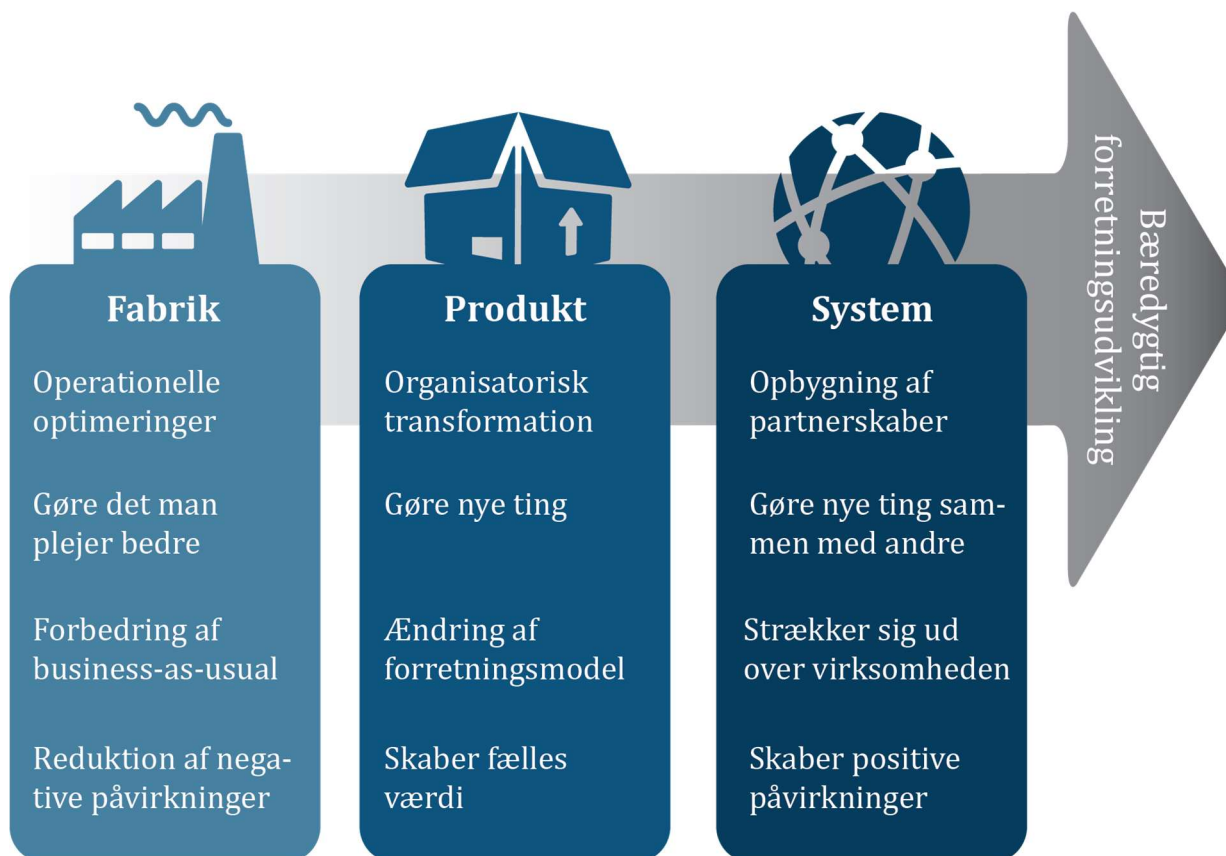 Fabrik
Operationelle
optimeringer
Gøre det man
plejer bedre
Forbedring af
business-as-usual
Reduktion af nega-
tive påvirkninger
Produkt
Organisatorisk
transformation
Gøre nye ting
Ændring af
forretningsmodel
Skaber fælles
værdi
System
Opbygning af
partnerskaber
Gøre nye ting sam-
men med andre
Strækker sig ud
over virksomheden
Skaber positive
påvirkninger
Bæredygtig
forretningsudvikling